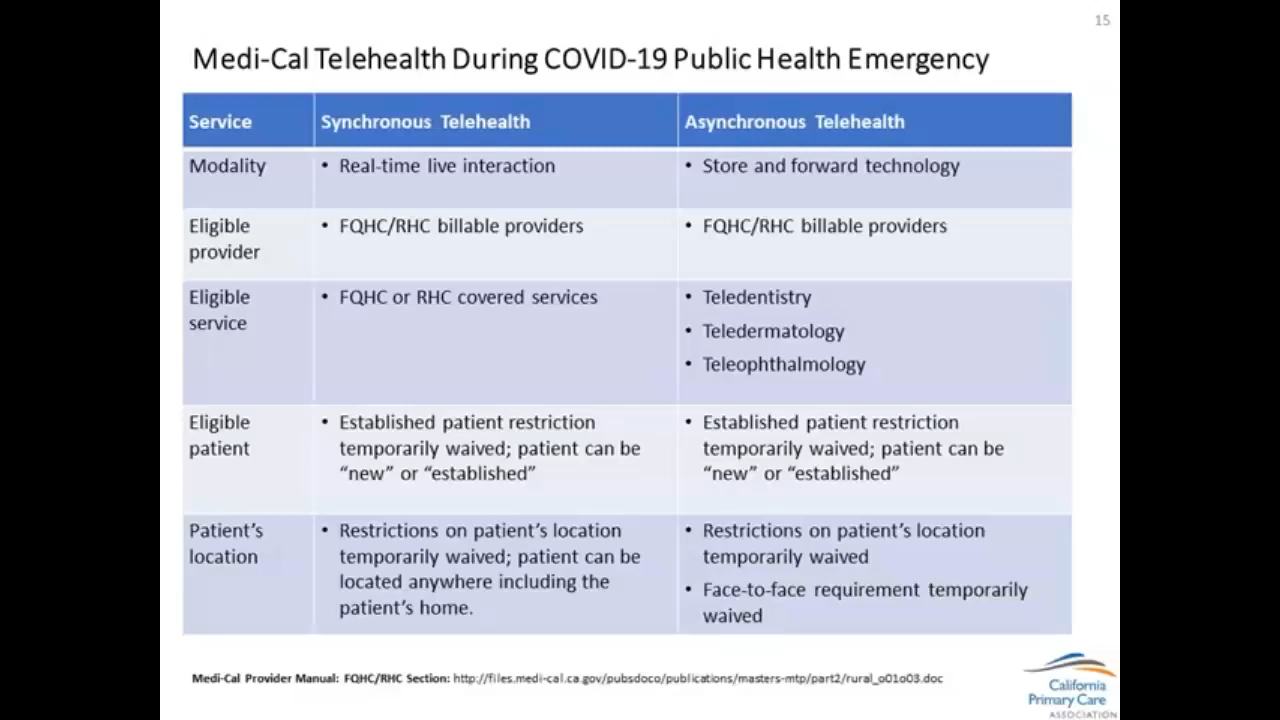 15
Medi-Cal Telehealth During COVID-19 Public Health Emergency
Service
Synchronous Telehealth
Asynchronous Telehealth
Modality
• Real-time live interaction
• Store and forward technology
Eligible
provider
• FQHC/RHC billable providers
• FQHC/RHC billable providers
Eligible
service
• FQHC or RHC covered services
• Teledentistry
• Teledermatology
• Teleophthalmology
Eligible
patient
• Established patient restriction
temporarily waived; patient can be
“new” or “established”
• Established patient restriction
temporarily waived; patient can be
“new” or “established”
Patient’s
location
• Restrictions on patient’s location
temporarily waived; patient can be
located anywhere including the
patient’s home.
• Restrictions on patient’s location
temporarily waived
• Face-to-face requirement temporarily
waived
Medi-Cal Provider Manual: FQHC/RHC Section: http://files.medi-cal.ca.gov/pubsdoco/publications/masters-mtp/part2/rural_o01o03.doc
California
Primary Care
ASSOCIATION